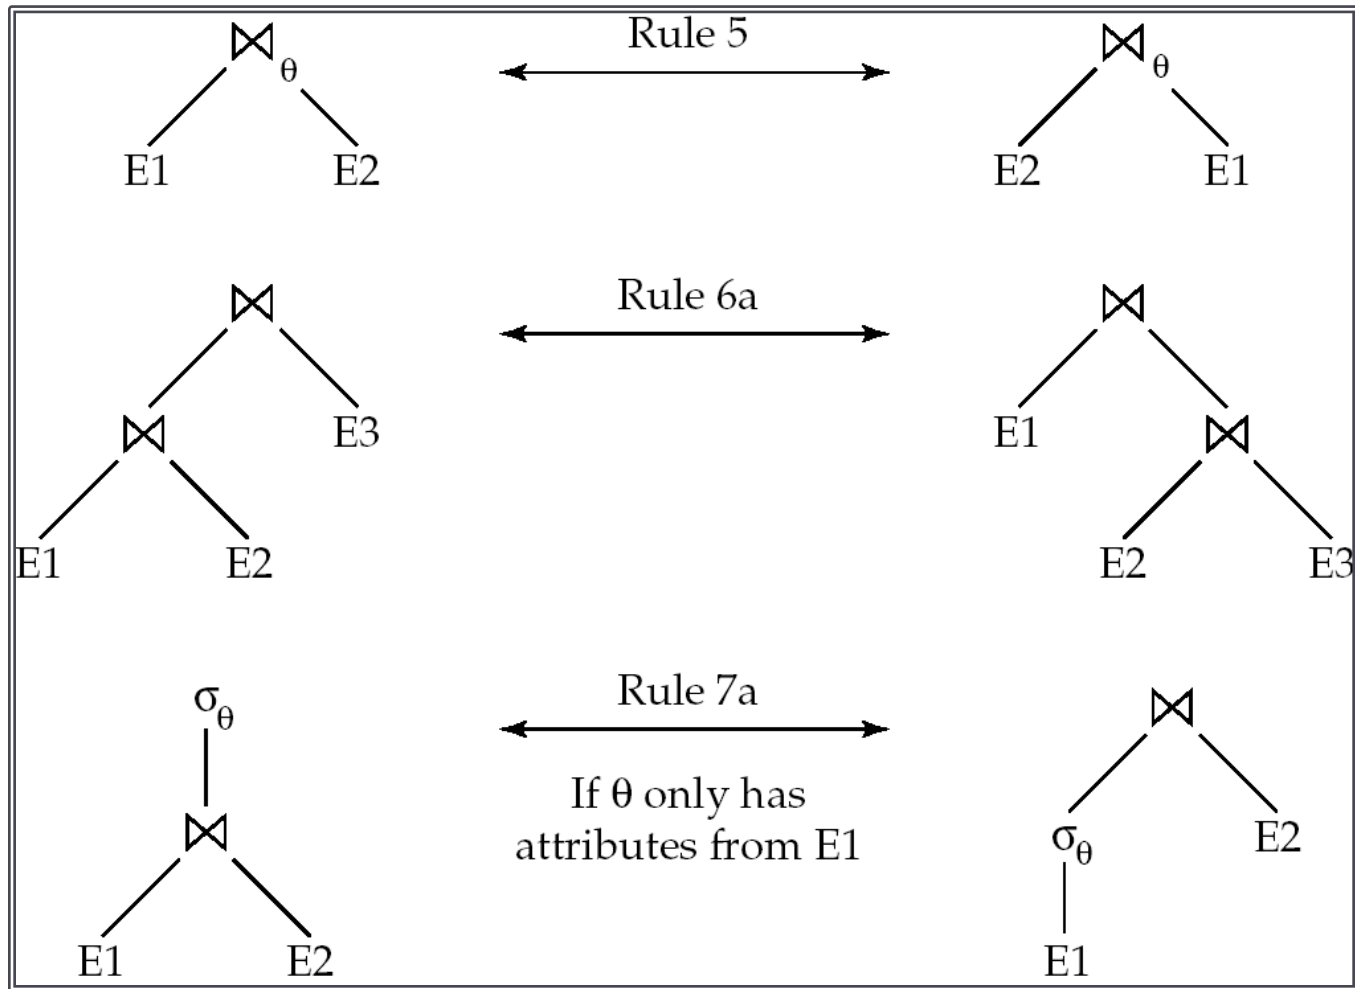 ⋈θ Rule 5 ⋈θ
E1 E2 E2 E1
⋈ Rule 6a ⋈
⋈ E3 E1 ⋈
E1 E2 E2 E3
σθ Rule 7a ⋈
If θ only has
attributes from E1
⋈ σθ E2
E1 E2 E1